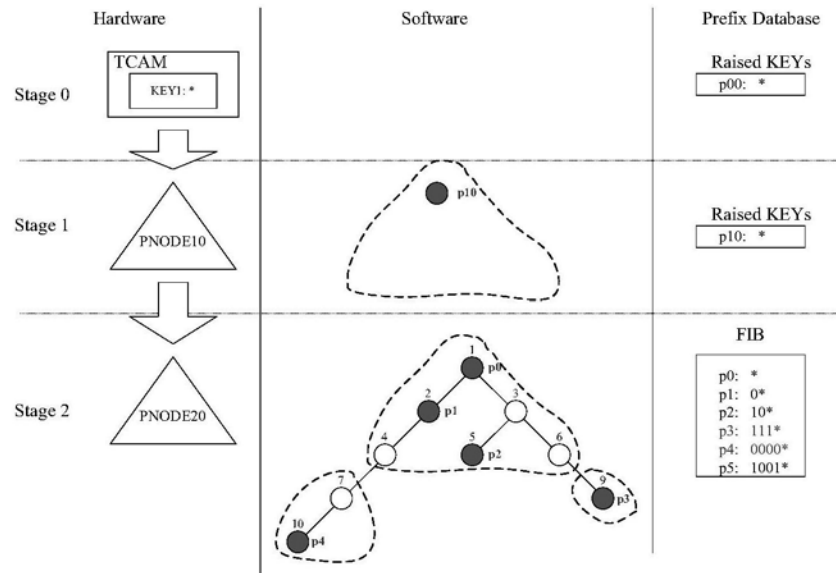 Hardware
Software
Prefix Database
Stage 0
TCAM
KEY1: *
Raised KEYs
p00: *
Stage 1
PNODE10
p10
Raised KEYs
p10: *
Stage 2
PNODE20
1
p0
2
p1
3
4
5
p2
6
7
9
p3
10
p4
FIB
p0: *
p1: 0*
p2: 10*
p3: 111*
p4: 0000*
p5: 1001*